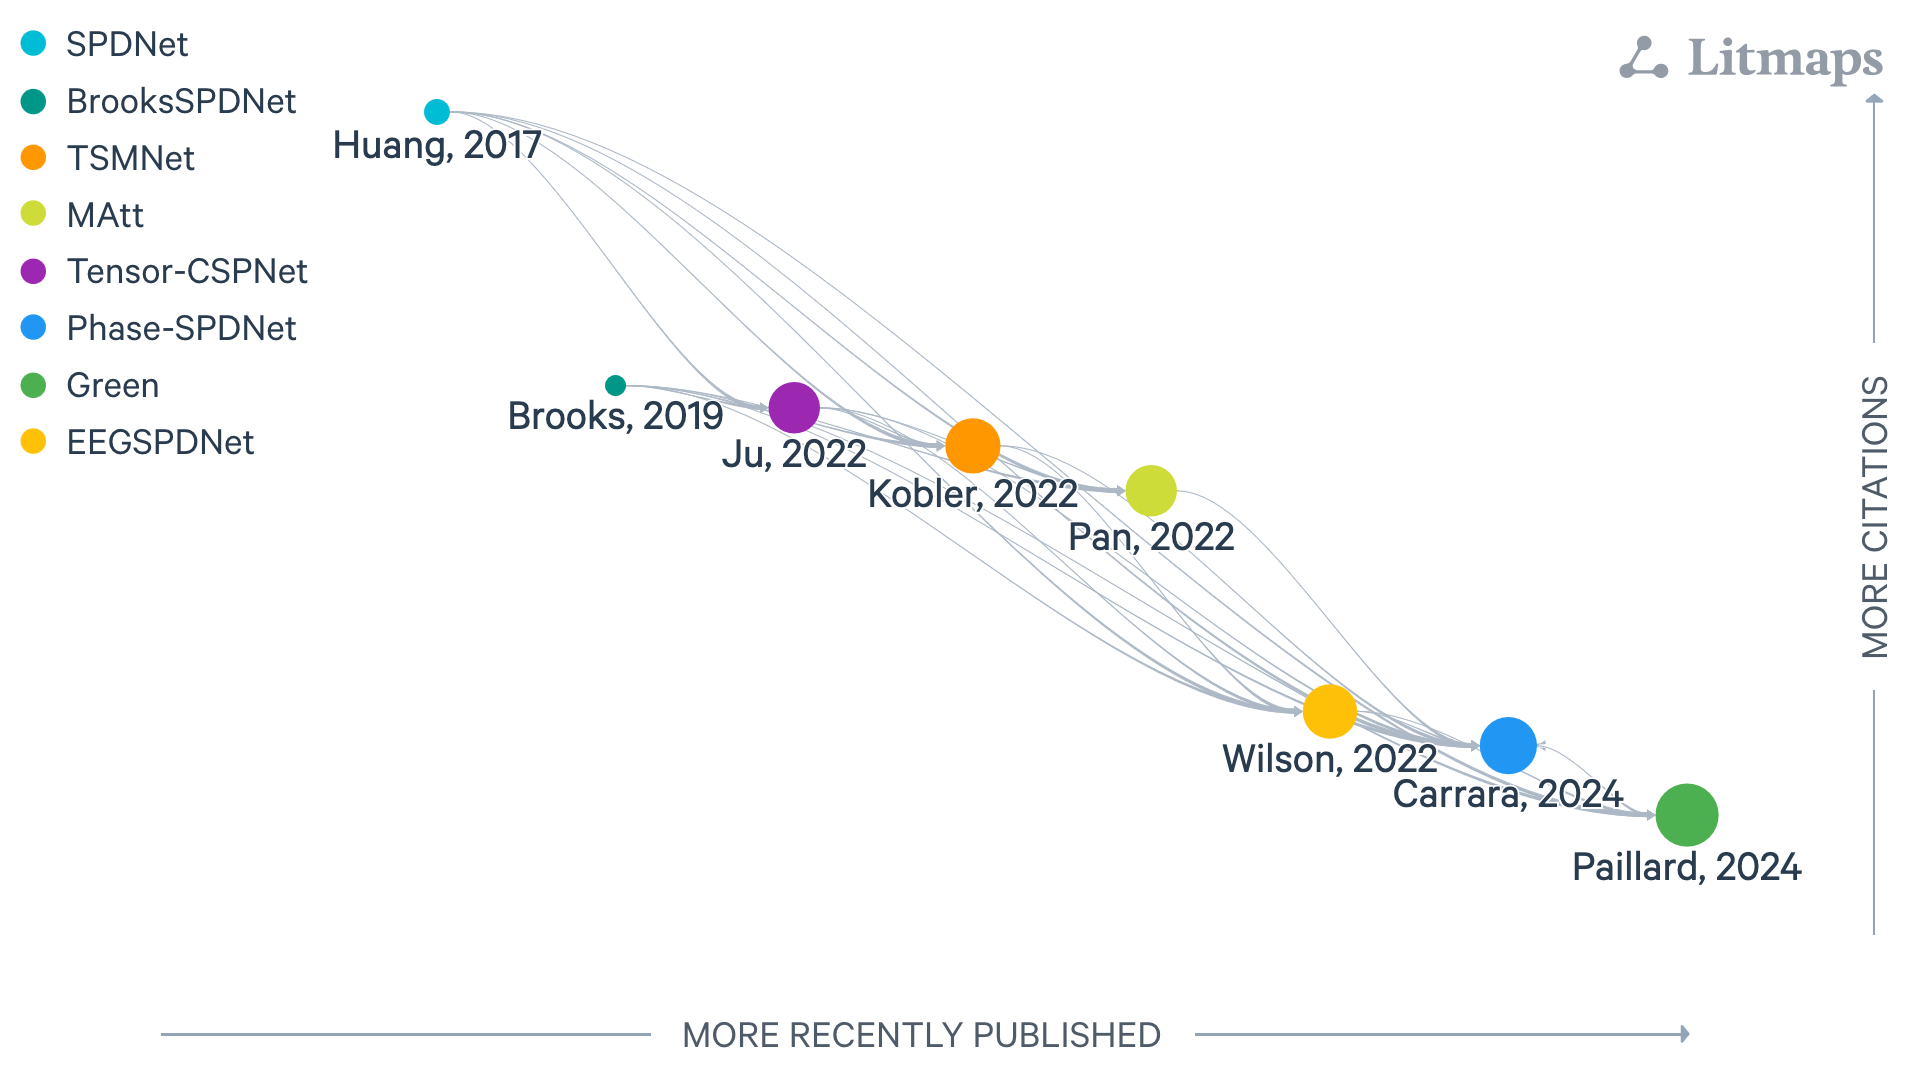 SPDNet
BrooksSPDNet
TSMNet
MAtt
Tensor-CSPNet
Phase-SPDNet
Green
EEGSPDNet
Litmaps
Huang, 2017
Brooks, 2019
Ju, 2022
Kobler, 2022
Pan, 2022
Wilson, 2022
Carrara, 2024
Paillard, 2024
MORE CITATIONS
MORE RECENTLY PUBLISHED